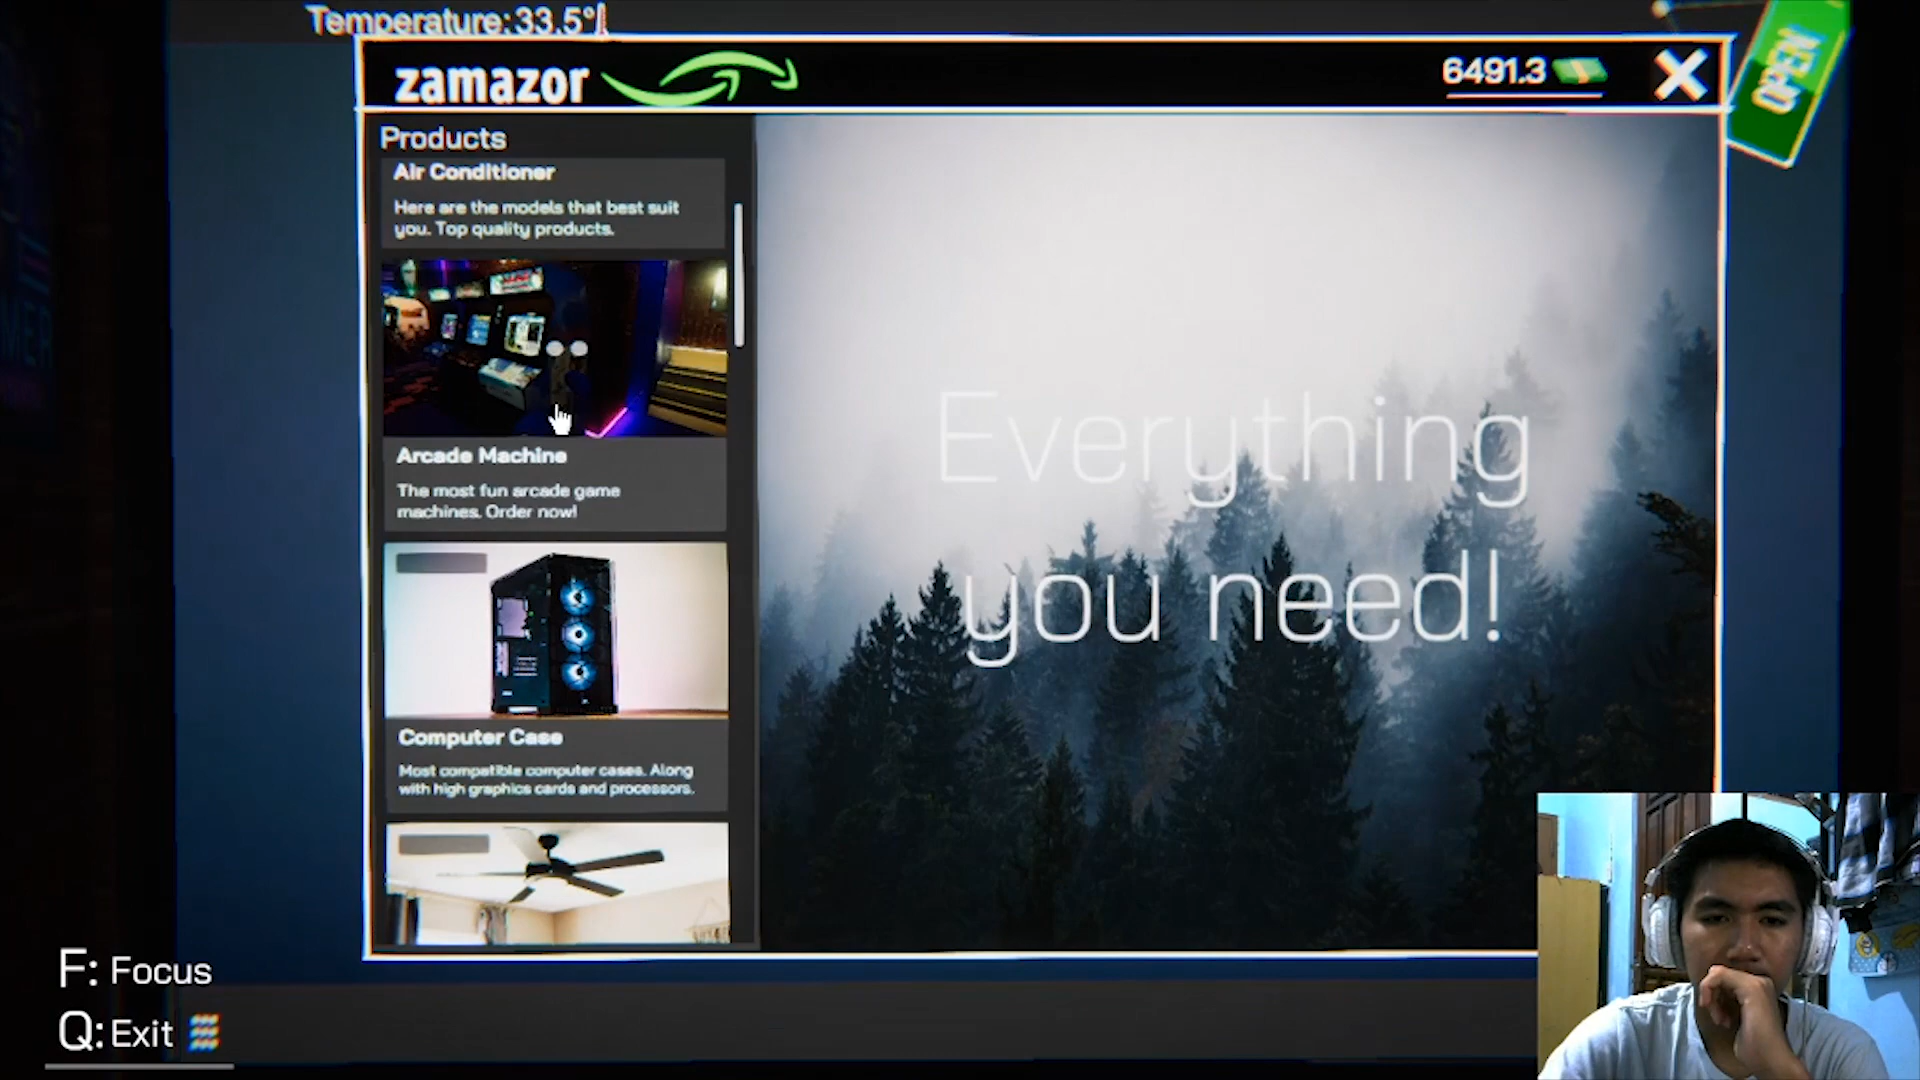 Temperature: 33.5°
zamazor
6491.3
OPEN
Products
Air Conditioner
Here are the models that best suit
you. Top quality products.
Arcade Machine
The most fun arcade game
machines. Order now!
Computer Case
Most compatible computer cases. Along
with high graphics cards and processors.
Everything
you need!
F: Focus
Q: Exit